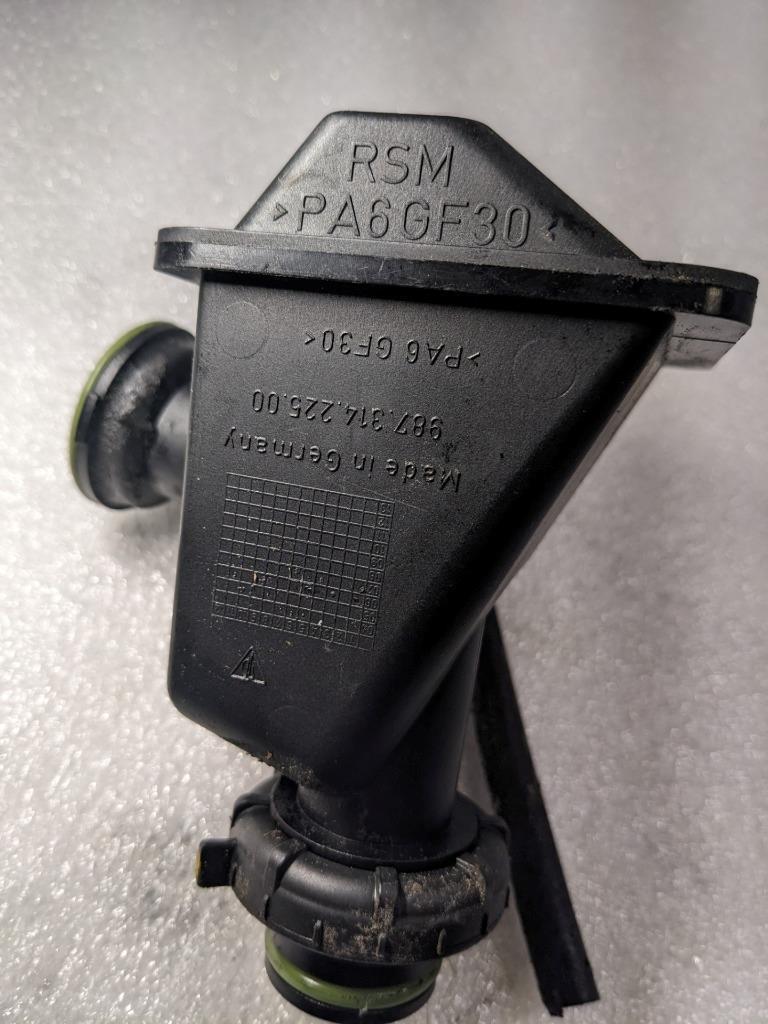 RSM
>PA6GF30<
>PA6 GF30<
987.314.225.00
Made in Germany